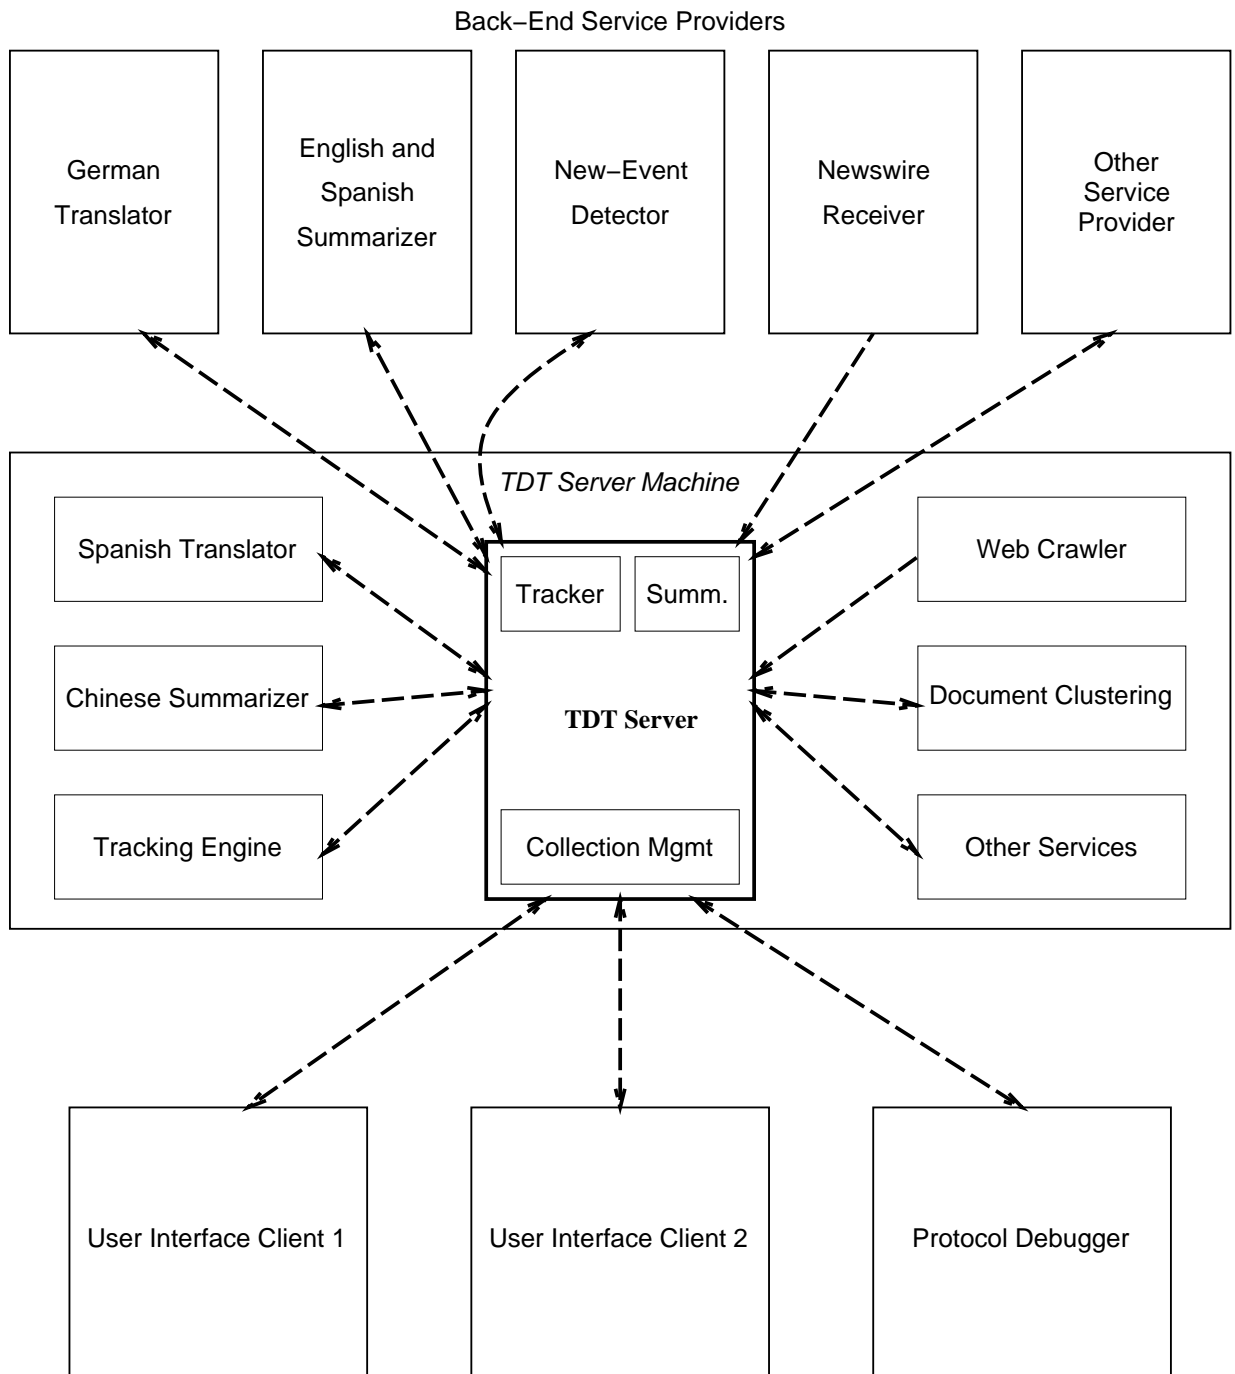 Back−End Service Providers
German
Translator
English and
Spanish
Summarizer
New−Event
Detector
Newswire
Receiver
Other
Service
Provider
TDT Server Machine
Spanish Translator
Chinese Summarizer
Tracking Engine
Tracker
Summ.
TDT Server
Collection Mgmt
Web Crawler
Document Clustering
Other Services
User Interface Client 1
User Interface Client 2
Protocol Debugger